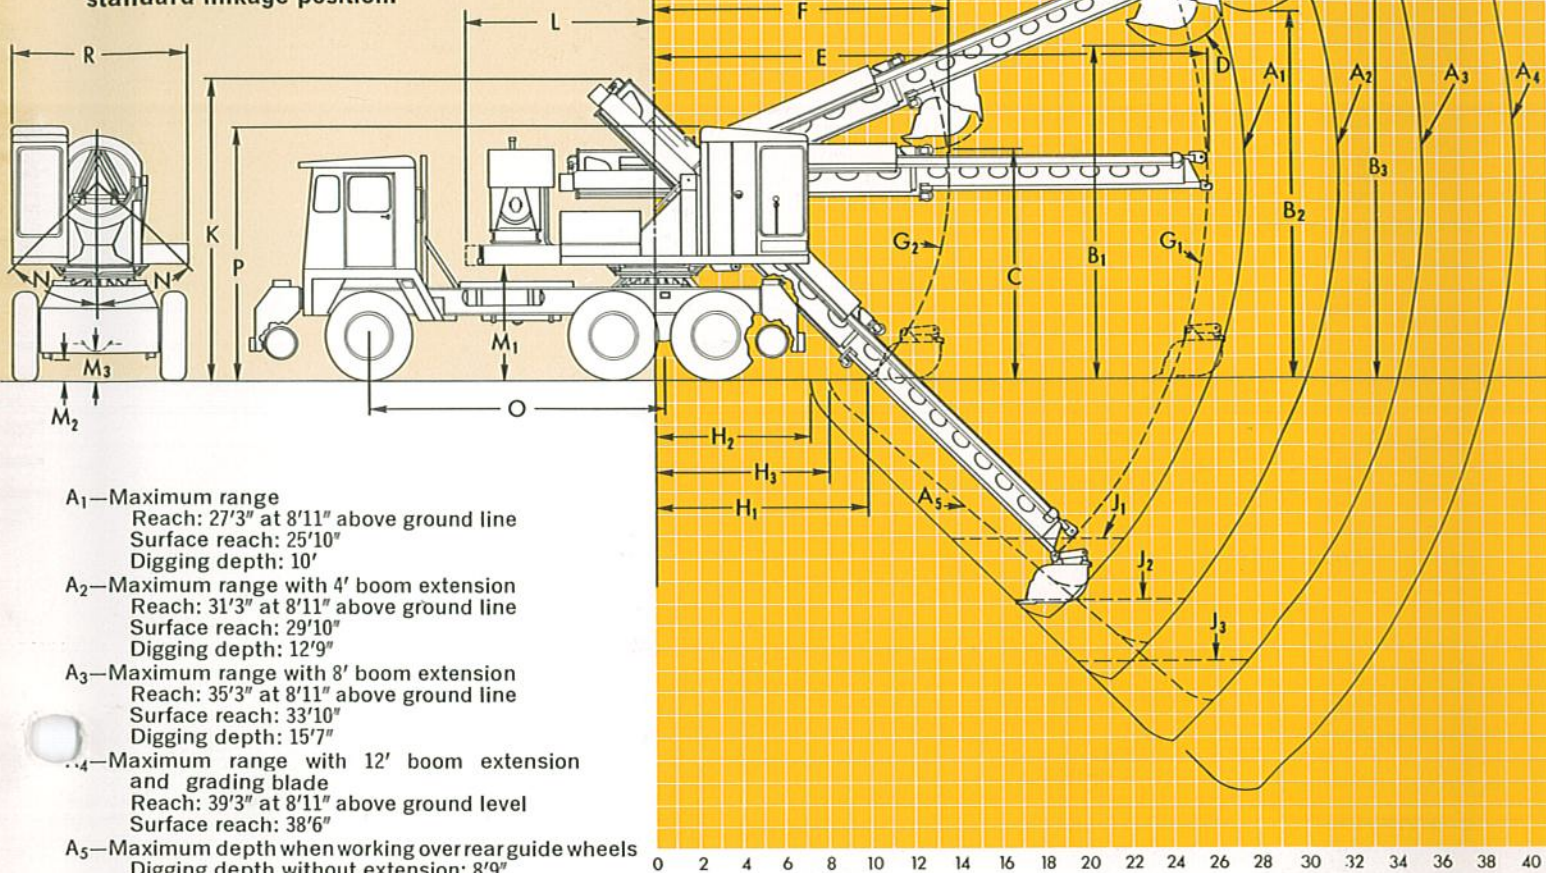 standard linkage position.
L
F
R
E
D
A₁
A₂
A₃
A₄
B₃
K
P
B₂
G₂
G₁
B₁
C
N
N
M₁
M₃
M₂
O
H₂
H₃
A₅
H₁
J₁
J₂
J₃
A₁—Maximum range
Reach: 27'3" at 8'11" above ground line
Surface reach: 25'10"
Digging depth: 10'
A₂—Maximum range with 4' boom extension
Reach: 31'3" at 8'11" above ground line
Surface reach: 29'10"
Digging depth: 12'9"
A₃—Maximum range with 8' boom extension
Reach: 35'3" at 8'11" above ground line
Surface reach: 33'10"
Digging depth: 15'7"
4—Maximum range with 12' boom extension
and grading blade
Reach: 39'3" at 8'11" above ground level
Surface reach: 38'6"
A₅—Maximum depth when working over rear guide wheels
Digging depth without extension: 8'9"
0 2 4 6 8 10 12 14 16 18 20 22 24 26 28 30 32 34 36 38 40